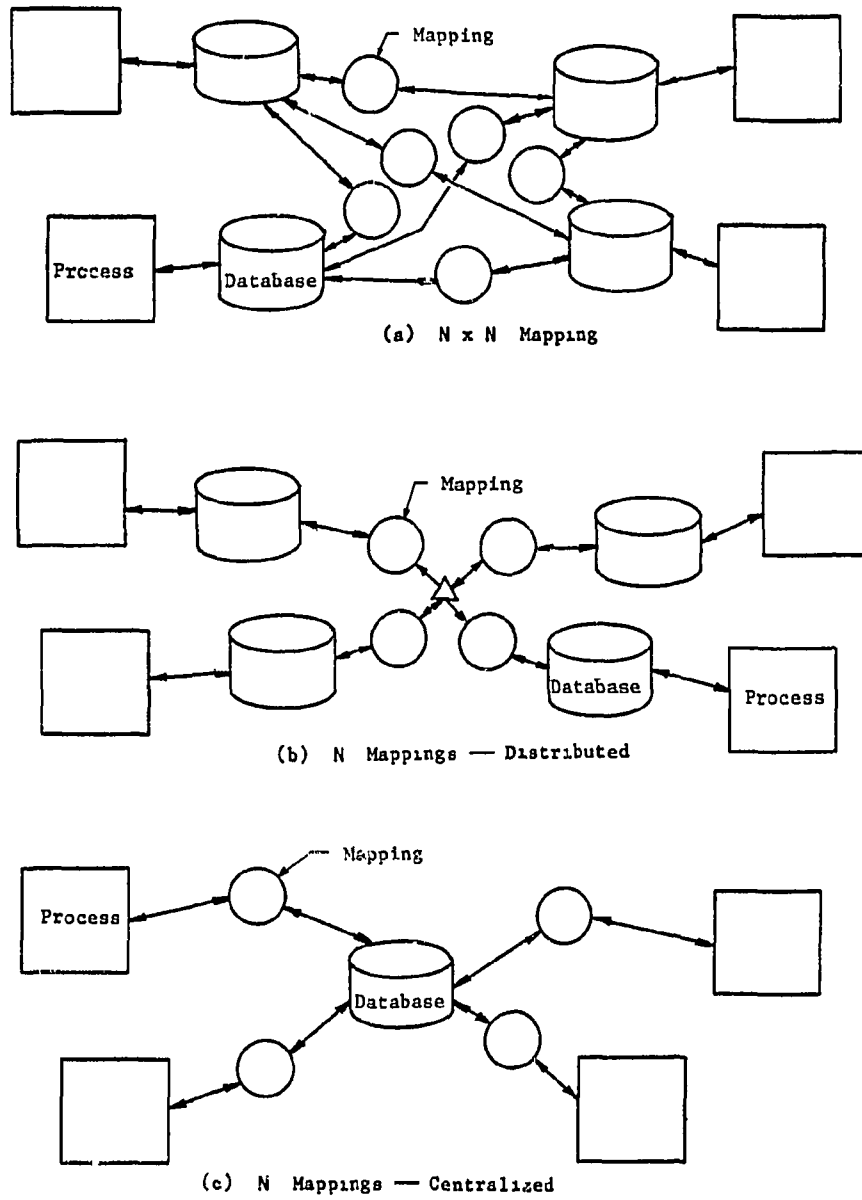 Mapping
Process
Database
(a) N x N Mapping
Mapping
Database
Process
(b) N Mappings — Distributed
Mapping
Process
Database
(c) N Mappings — Centralized